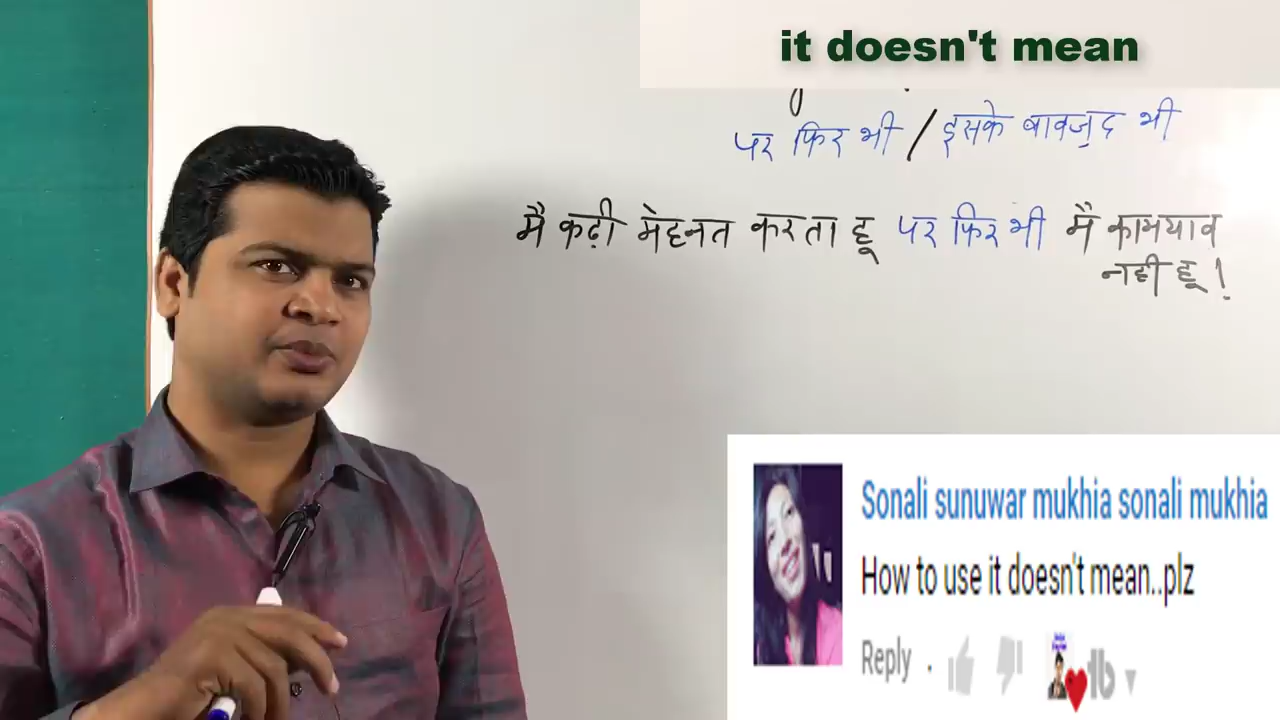 it doesn't mean
पर फिर भी / इसके बावजुद भी
मै कढ़ी मेहनत करता हू पर फिर भी मै कामयाब
नही हू !
Sonali sunuwar mukhia sonali mukhia
How to use it doesn't mean..plz
Reply